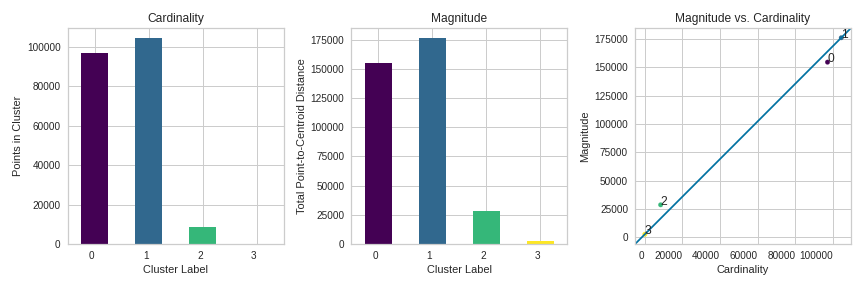 Cardinality
Points in Cluster
100000
80000
60000
40000
20000
0
0 1 2 3
Cluster Label
Magnitude
Total Point-to-Centroid Distance
175000
150000
125000
100000
75000
50000
25000
0
0 1 2 3
Cluster Label
Magnitude vs. Cardinality
Magnitude
175000
150000
125000
100000
75000
50000
25000
0
1
0
2
3
0 20000 40000 60000 80000 100000
Cardinality